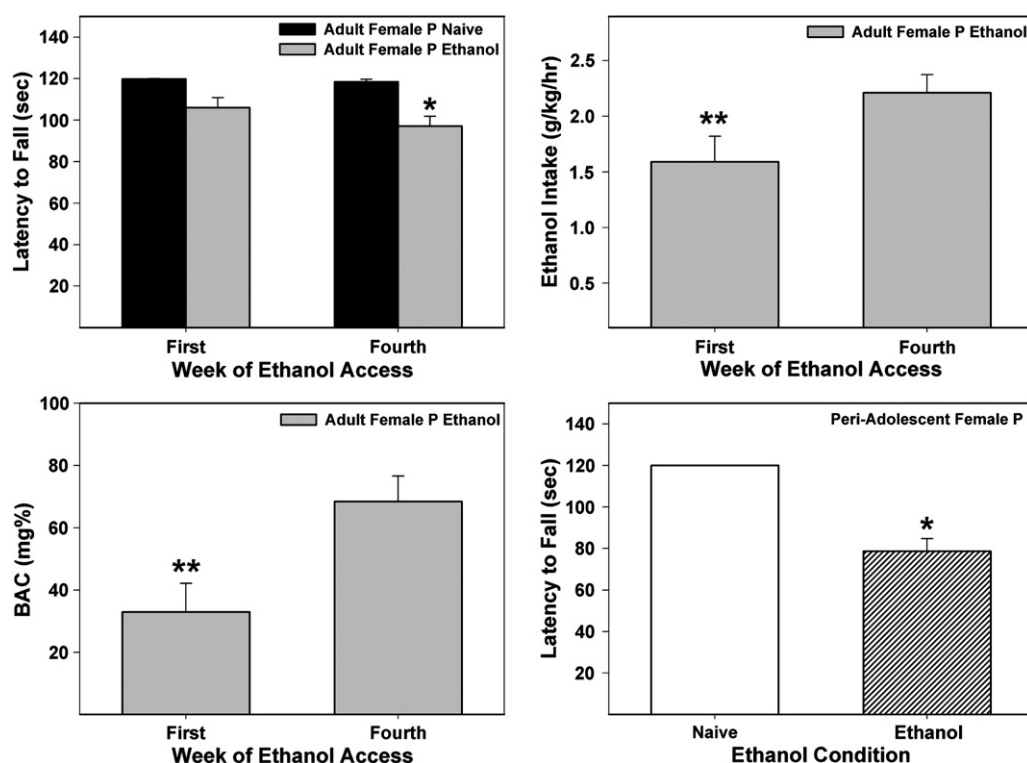 Adult Female P Naive
Adult Female P Ethanol
Latency to Fall (sec)
140
120
100
80
60
40
20
*
First
Fourth
Week of Ethanol Access
Adult Female P Ethanol
Ethanol Intake (g/kg/hr)
2.5
2.0
1.5
1.0
0.5
**
First
Fourth
Week of Ethanol Access
Adult Female P Ethanol
BAC (mg%)
100
80
60
40
20
**
First
Fourth
Week of Ethanol Access
Peri-Adolescent Female P
Latency to Fall (sec)
140
120
100
80
60
40
20
*
Naive
Ethanol
Ethanol Condition